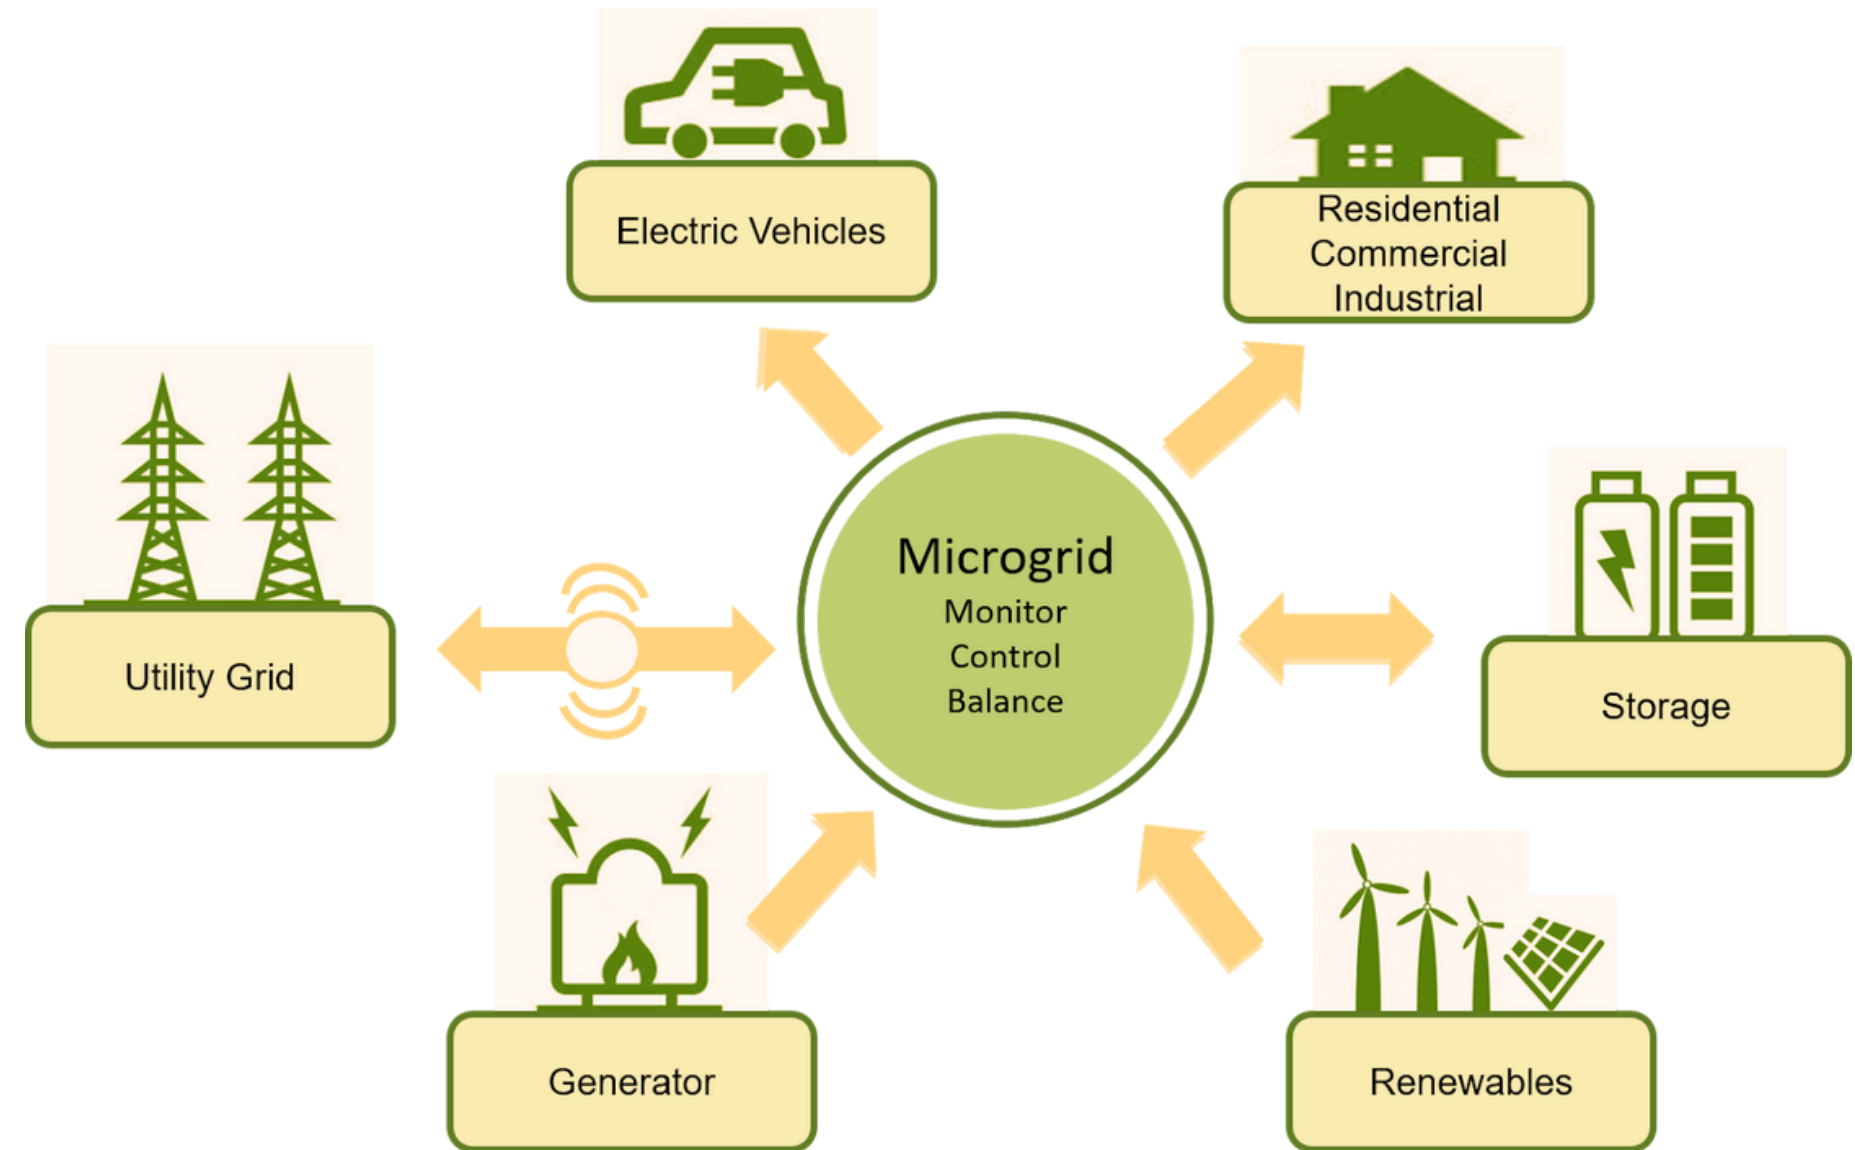 Electric Vehicles
Residential
Commercial
Industrial
Utility Grid
Microgrid
Monitor
Control
Balance
Storage
Generator
Renewables